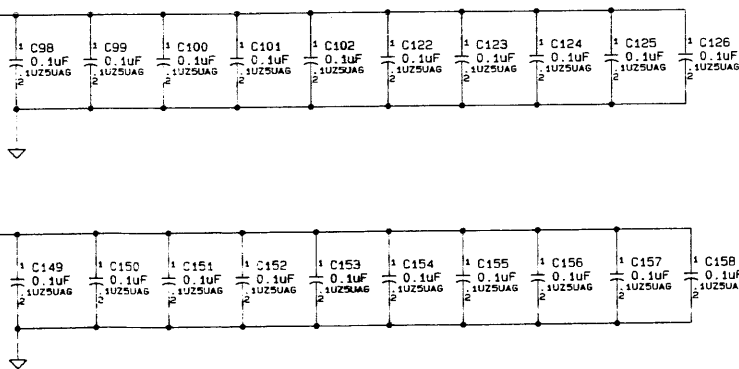 1 C98 1 C99 1 C100 1 C101 1 C102 1 C122 1 C123 1 C124 1 C125 1 C126
0.1uF 0.1uF 0.1uF 0.1uF 0.1uF 0.1uF 0.1uF 0.1uF 0.1uF 0.1uF
.1UZ5UAG .1UZ5UAG .1UZ5UAG .1UZ5UAG .1UZ5UAG .1UZ5UAG .1UZ5UAG .1UZ5UAG .1UZ5UAG .1UZ5UAG
2 2 2 2 2 2 2 2 2 2
1 C149 1 C150 1 C151 1 C152 1 C153 1 C154 1 C155 1 C156 1 C157 1 C158
0.1uF 0.1uF 0.1uF 0.1uF 0.1uF 0.1uF 0.1uF 0.1uF 0.1uF 0.1uF
.1UZ5UAG .1UZ5UAG .1UZ5UAG .1UZ5UAG .1UZ5UAG .1UZ5UAG .1UZ5UAG .1UZ5UAG .1UZ5UAG .1UZ5UA
2 2 2 2 2 2 2 2 2 2